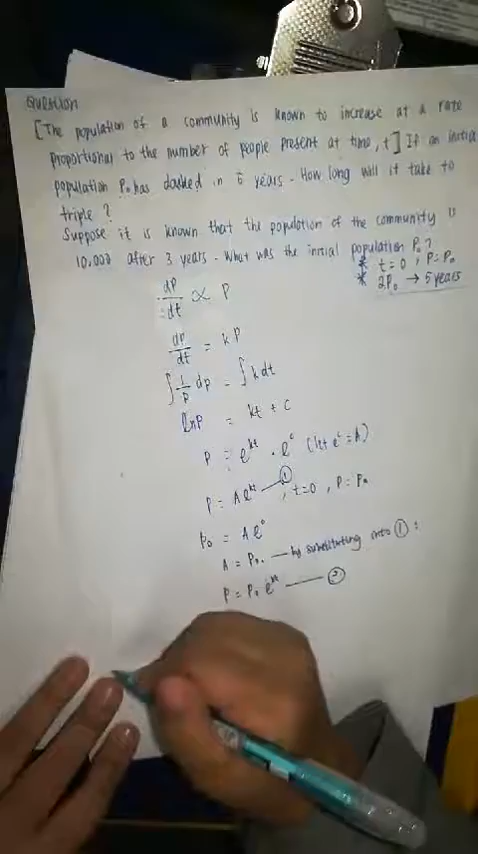 Question
[The population of a community is known to increase at a rate
proportional to the number of people present at time, t] If an initial
population P₀ has doubled in 5 years. How long will it take to
triple?
Suppose it is known that the population of the community is
10,000 after 3 years. What was the initial population P₀?
* t=0, P=P₀
* 2P₀ → 5 years
dP/dt ∝ P
dP/dt = kP
∫ 1/P dP = ∫ k dt
ln P = kt + c
P = e^kt · e^c (let e^c = A)
P = Ae^kt — ①, t=0, P=P₀
P₀ = Ae⁰
A = P₀. — by substituting into ① :
P = P₀ e^kt — ②